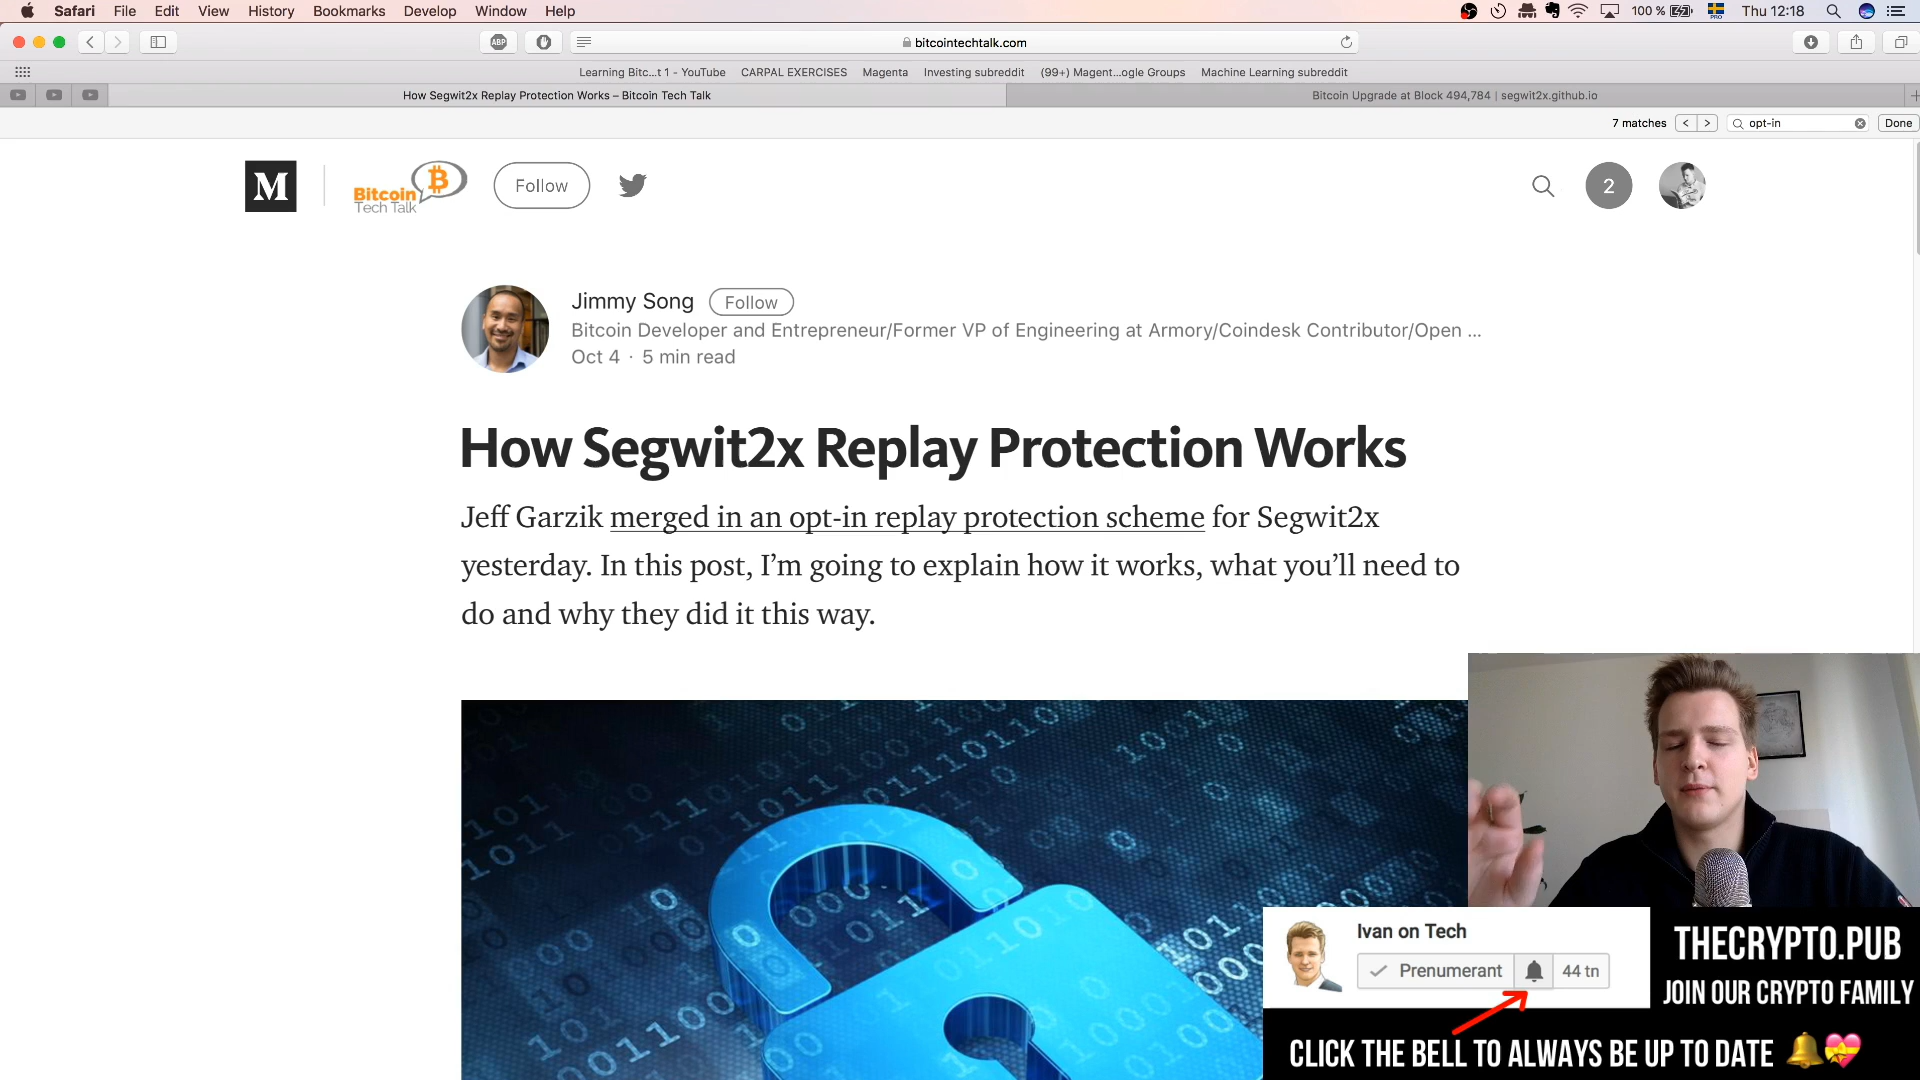 Safari File Edit View History Bookmarks Develop Window Help
100 % PRO Thu 12:18
ABP
bitcointechtalk.com
Learning Bitc...t 1 - YouTube CARPAL EXERCISES Magenta Investing subreddit (99+) Magent...ogle Groups Machine Learning subreddit
How Segwit2x Replay Protection Works – Bitcoin Tech Talk
Bitcoin Upgrade at Block 494,784 | segwit2x.github.io
7 matches < > opt-in Done
M Bitcoin Follow 2
Tech Talk
Jimmy Song Follow
Bitcoin Developer and Entrepreneur/Former VP of Engineering at Armory/Coindesk Contributor/Open ...
Oct 4 · 5 min read
How Segwit2x Replay Protection Works
Jeff Garzik merged in an opt-in replay protection scheme for Segwit2x
yesterday. In this post, I’m going to explain how it works, what you’ll need to
do and why they did it this way.
Ivan on Tech
Prenumerant 44 tn
THECRYPTO.PUB
JOIN OUR CRYPTO FAMILY
CLICK THE BELL TO ALWAYS BE UP TO DATE